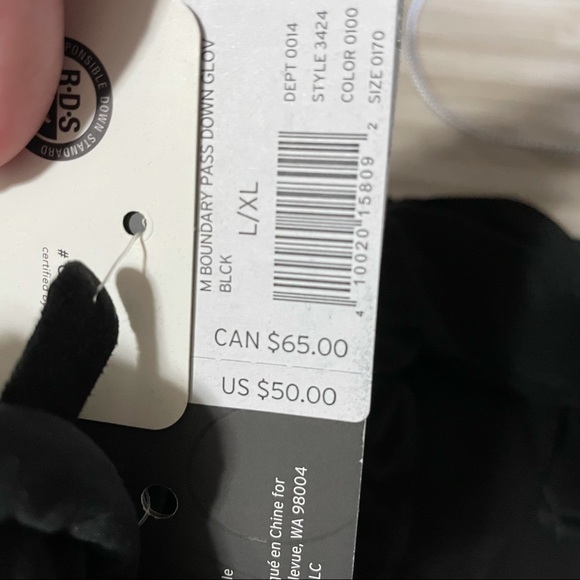 RESPONSIBLE DOWN STANDARD
R·D·S
certified by
M BOUNDARY PASS DOWN GLOV
BLCK
L/XL
DEPT 0014
STYLE 3424
COLOR 0100
SIZE 0170
4 10020 15809 2
CAN $65.00
US $50.00
qué en Chine for
levue, WA 98004
LC